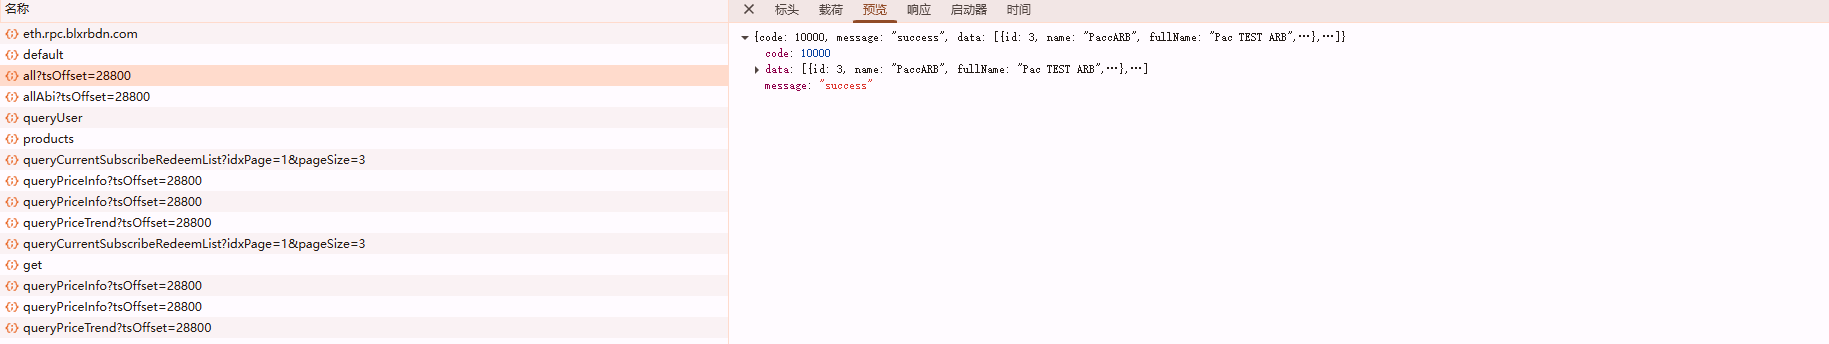 名称
eth.rpc.blxrbdn.com
default
all?tsOffset=28800
allAbi?tsOffset=28800
queryUser
products
queryCurrentSubscribeRedeemList?idxPage=1&pageSize=3
queryPriceInfo?tsOffset=28800
queryPriceInfo?tsOffset=28800
queryPriceTrend?tsOffset=28800
queryCurrentSubscribeRedeemList?idxPage=1&pageSize=3
get
queryPriceInfo?tsOffset=28800
queryPriceInfo?tsOffset=28800
queryPriceTrend?tsOffset=28800
标头 载荷 预览 响应 启动器 时间
{code: 10000, message: "success", data: [{id: 3, name: "PaccARB", fullName: "Pac TEST ARB",…},…]}
code: 10000
data: [{id: 3, name: "PaccARB", fullName: "Pac TEST ARB",…},…]
message: "success"